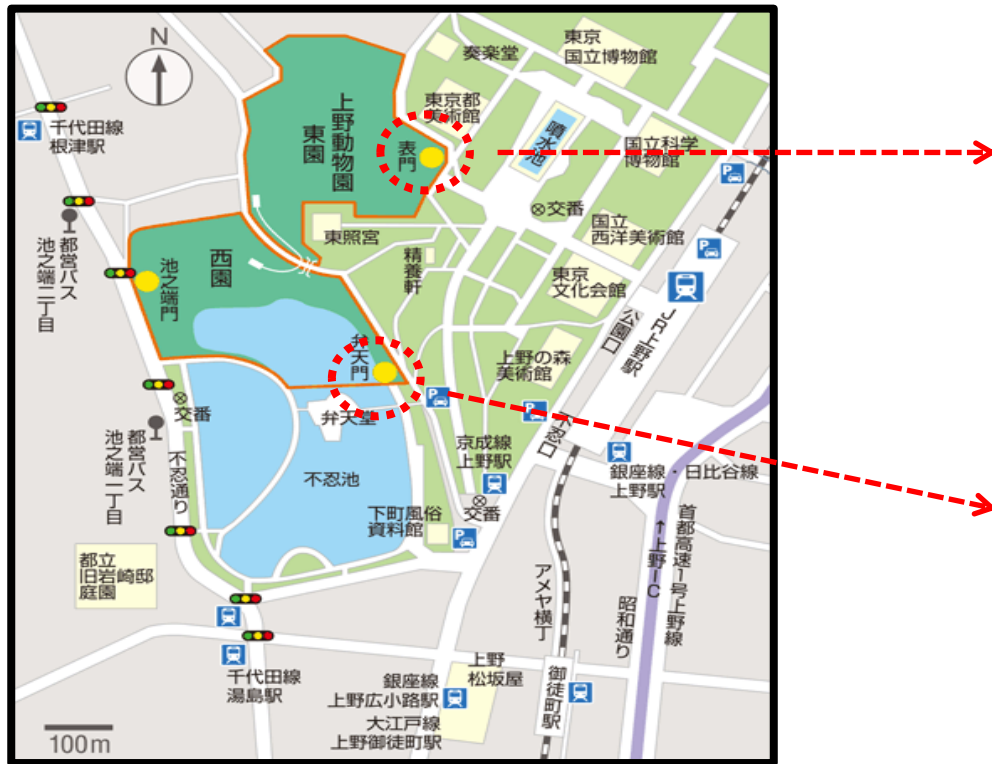 N
奏楽堂
東京
国立博物館
千代田線
根津駅
上野動物園
東園
東京都
美術館
表門
噴水池
国立科学
博物館
交番
国立
西洋美術館
東照宮
精養軒
東京
文化会館
都営バス
池之端二丁目
池之端門
西園
公園口
JR上野駅
弁天門
上野の森
美術館
交番
弁天堂
不忍口
都営バス
池之端一丁目
不忍通り
不忍池
京成線
上野駅
銀座線・日比谷線
上野駅
下町風俗
資料館
交番
首都高速1号上野線
↑上野IC
都立
旧岩崎邸
庭園
アメヤ横丁
昭和通り
千代田線
湯島駅
上野
松坂屋
銀座線
上野広小路駅
御徒町駅
大江戸線
上野御徒町駅
100m
P
P
P
P
P